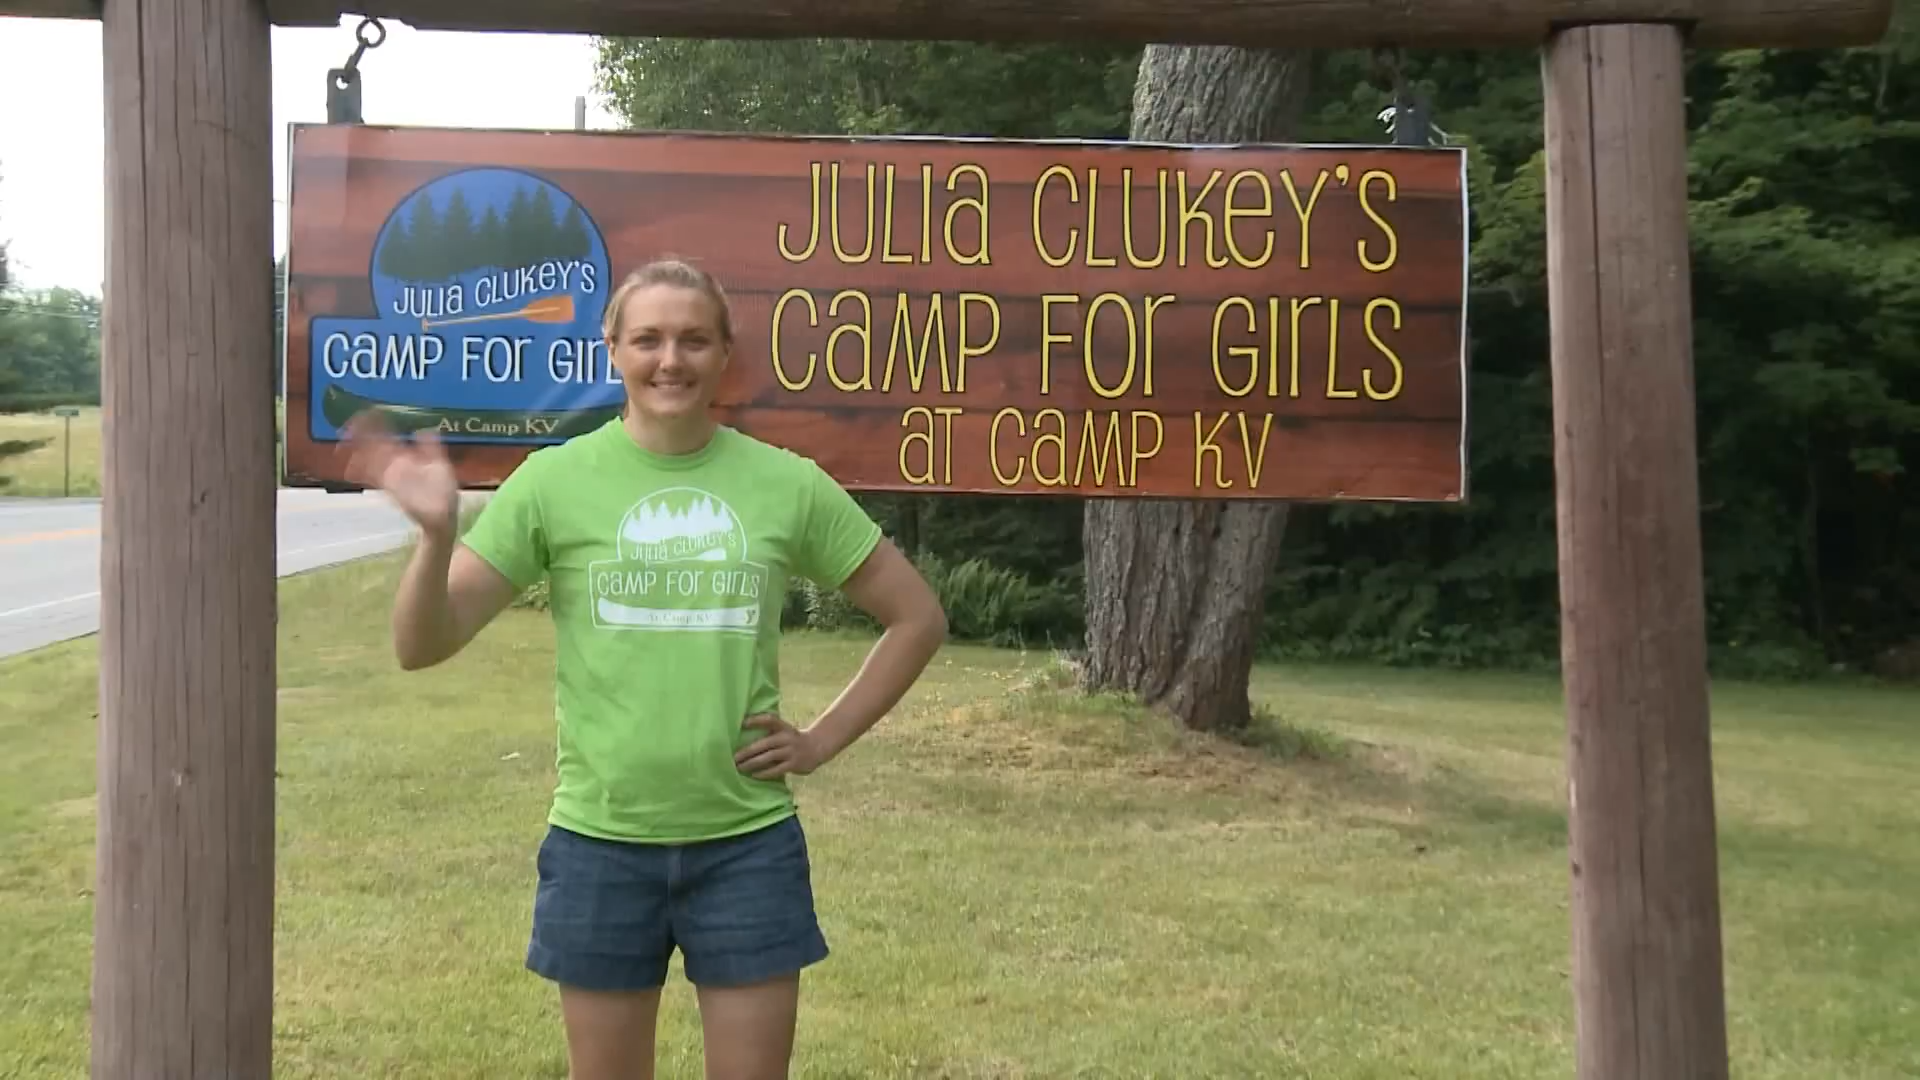 JULIA CLUKEY'S
CAMP FOR GIRL
At Camp KV
JULIA CLUKEY'S
CAMP FOR GIRLS
AT CAMP KV
JULIA CLUKEY'S
CAMP FOR GIRLS
At Camp KV